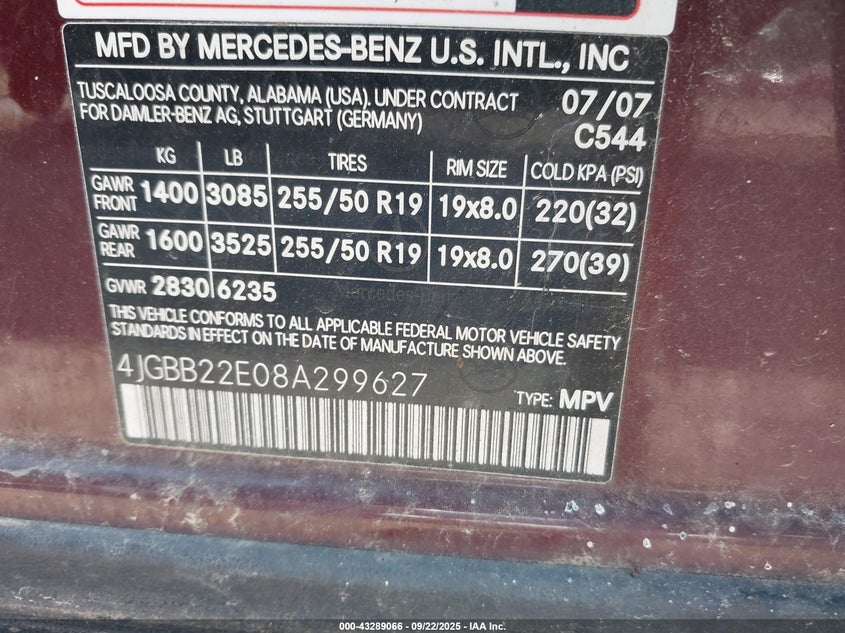 MFD BY MERCEDES-BENZ U.S. INTL., INC
TUSCALOOSA COUNTY, ALABAMA (USA). UNDER CONTRACT
FOR DAIMLER-BENZ AG, STUTTGART (GERMANY)
07/07
C544
KG LB TIRES RIM SIZE COLD KPA (PSI)
GAWR FRONT 1400 3085 255/50 R19 19x8.0 220(32)
GAWR REAR 1600 3525 255/50 R19 19x8.0 270(39)
GVWR 2830 6235
Mercedes-Benz
THIS VEHICLE CONFORMS TO ALL APPLICABLE FEDERAL MOTOR VEHICLE SAFETY
STANDARDS IN EFFECT ON THE DATE OF MANUFACTURE SHOWN ABOVE.
4JGBB22E08A299627
TYPE: MPV
000-43289066 - 09/22/2025 - IAA Inc.